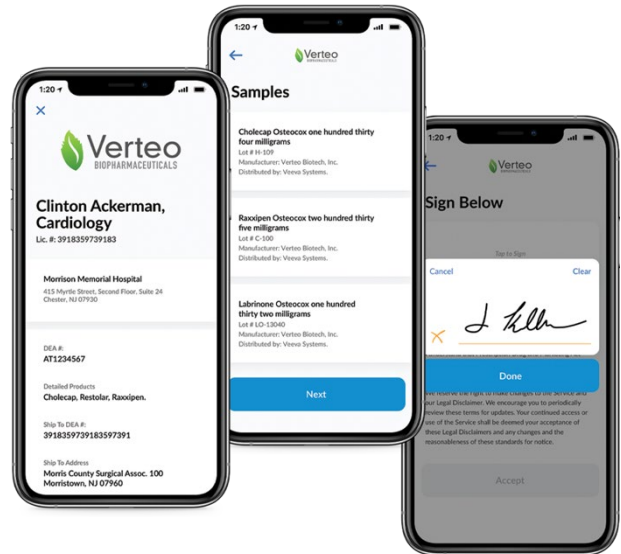 1:20
Verteo
BIOPHARMACEUTICALS
Clinton Ackerman,
Cardiology
Lic. #: 3918359739183
Morrison Memorial Hospital
415 Myrtle Street, Second Floor, Suite 24
Chester, NJ 07930
DEA #:
AT1234567
Detailed Products
Cholecap, Restolar, Raxxipen.
Ship To DEA #:
3918359739183597391
Ship To Address
Morris County Surgical Assoc. 100
Morristown, NJ 07960
1:20
Verteo
BIOPHARMACEUTICALS
Samples
Cholecap Osteocox one hundred thirty
four milligrams
Lot # H-109
Manufacturer: Verteo Biotech, Inc.
Distributed by: Veeva Systems.
Raxxipen Osteocox two hundred thirty
five milligrams
Lot # C-100
Manufacturer: Verteo Biotech, Inc.
Distributed by: Veeva Systems.
Labrinone Osteocox one hundred
thirty two milligrams
Lot # LO-13040
Manufacturer: Verteo Biotech, Inc.
Distributed by: Veeva Systems.
Next
1:20
Verteo
BIOPHARMACEUTICALS
Sign Below
Tap to Sign
Cancel
Clear
Done
We reserve the right to make changes to the Service and
our Legal Disclaimer. We encourage you to periodically
review these terms for updates. Your continued access or
use of the Service shall be deemed your acceptance of
these Legal Disclaimers and any changes and the
reasonableness of these standards for notice.
Accept